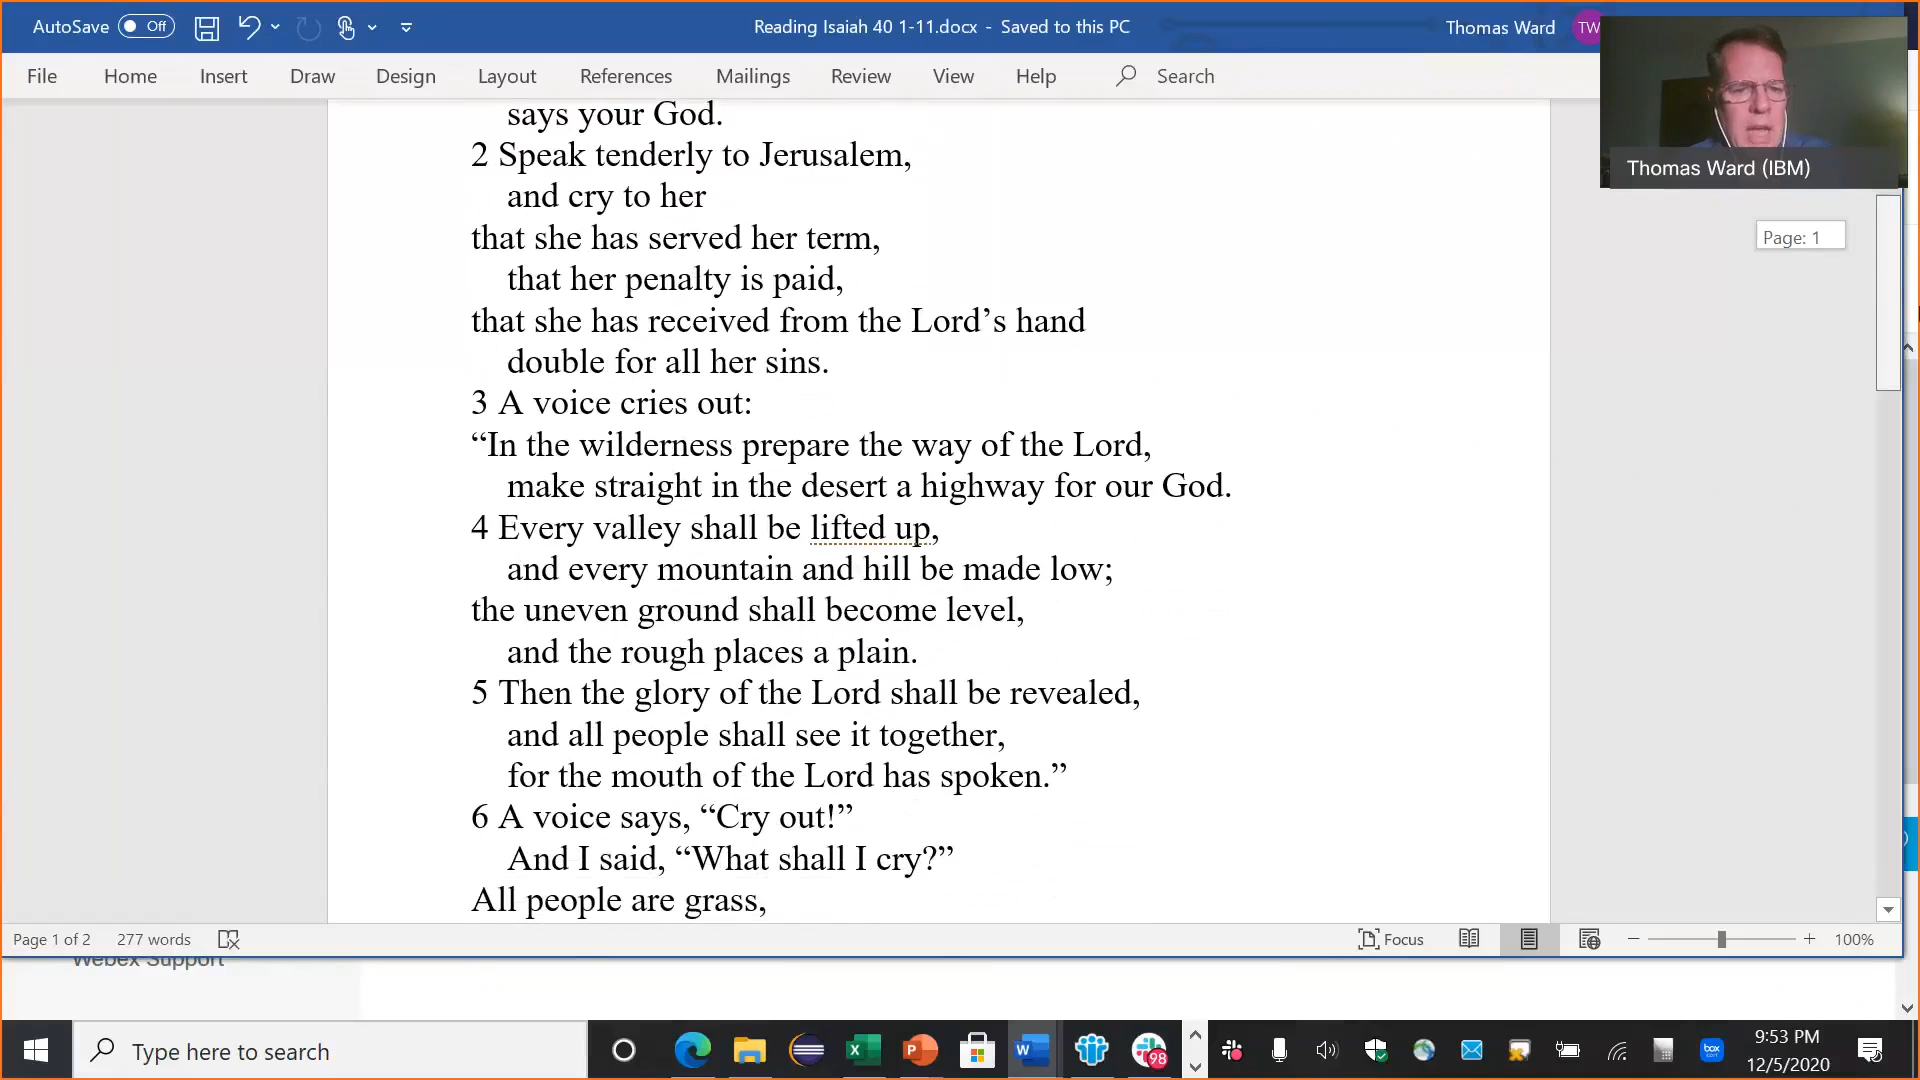 AutoSave Off Reading Isaiah 40 1-11.docx - Saved to this PC Thomas Ward TW
File Home Insert Draw Design Layout References Mailings Review View Help Search
Thomas Ward (IBM)
Page: 1
says your God.
2 Speak tenderly to Jerusalem,
and cry to her
that she has served her term,
that her penalty is paid,
that she has received from the Lord’s hand
double for all her sins.
3 A voice cries out:
“In the wilderness prepare the way of the Lord,
make straight in the desert a highway for our God.
4 Every valley shall be lifted up,
and every mountain and hill be made low;
the uneven ground shall become level,
and the rough places a plain.
5 Then the glory of the Lord shall be revealed,
and all people shall see it together,
for the mouth of the Lord has spoken.”
6 A voice says, “Cry out!”
And I said, “What shall I cry?”
All people are grass,
Page 1 of 2 277 words Focus 100%
Webex Support
Type here to search 98 box 9:53 PM
12/5/2020